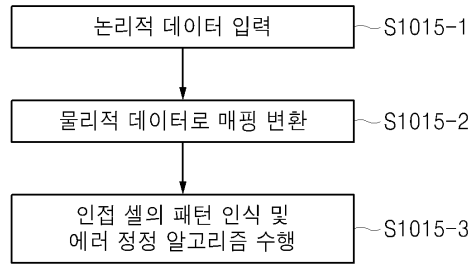 논리적 데이터 입력
S1015-1
물리적 데이터로 매핑 변환
S1015-2
인접 셀의 패턴 인식 및
에러 정정 알고리즘 수행
S1015-3